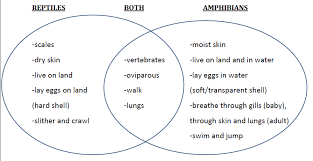 REPTILES
BOTH
AMPHIBIANS
-scales
-dry skin
-live on land
-lay eggs on land
(hard shell)
-slither and crawl
-vertebrates
-oviparous
-walk
-lungs
-moist skin
-live on land and in water
-lay eggs in water
(soft/transparent shell)
-breathe through gills (baby),
through skin and lungs (adult)
-swim and jump